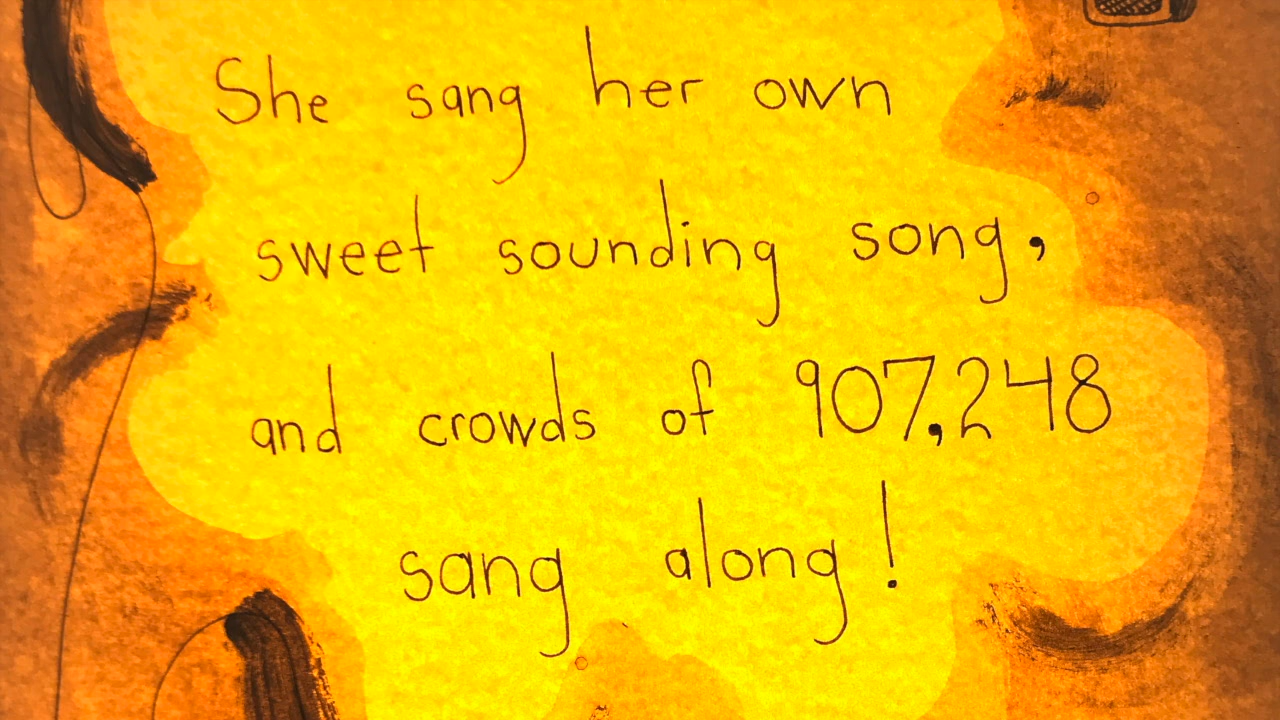 She sang her own
sweet sounding song,
and crowds of 907,248
sang along!